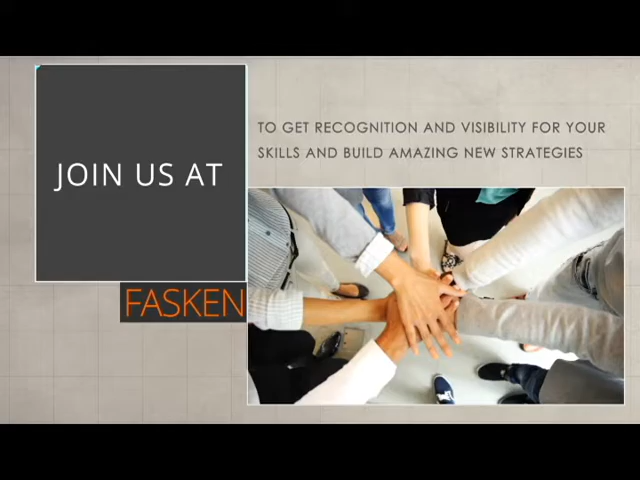 JOIN US AT
FASKEN
TO GET RECOGNITION AND VISIBILITY FOR YOUR
SKILLS AND BUILD AMAZING NEW STRATEGIES